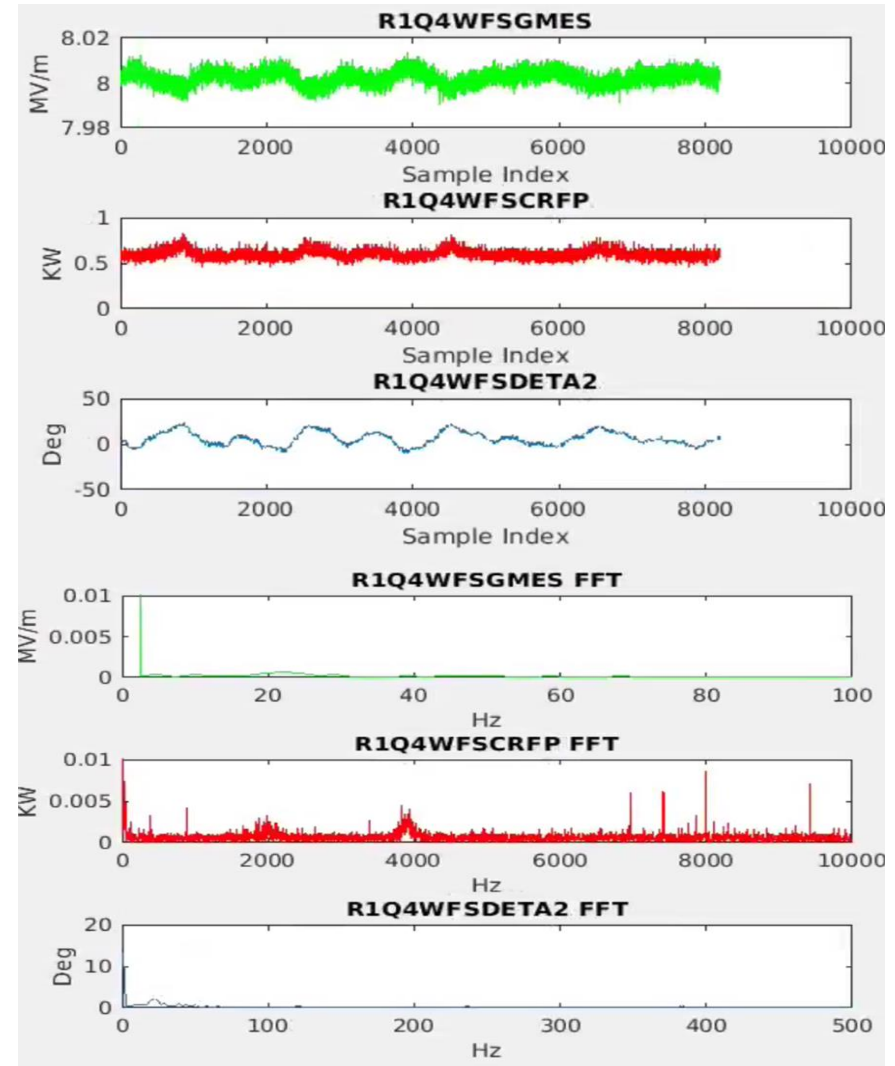 R1Q4WFSGMES
8.02
8
7.98
MV/m
0 2000 4000 6000 8000 10000
Sample Index
R1Q4WFSCRFP
1
0.5
0
KW
0 2000 4000 6000 8000 10000
Sample Index
R1Q4WFSDETA2
50
0
-50
Deg
0 2000 4000 6000 8000 10000
Sample Index
R1Q4WFSGMES FFT
0.01
0.005
0
MV/m
0 20 40 60 80 100
Hz
R1Q4WFSCRFP FFT
0.01
0.005
0
KW
0 2000 4000 6000 8000 10000
Hz
R1Q4WFSDETA2 FFT
20
10
0
Deg
0 100 200 300 400 500
Hz